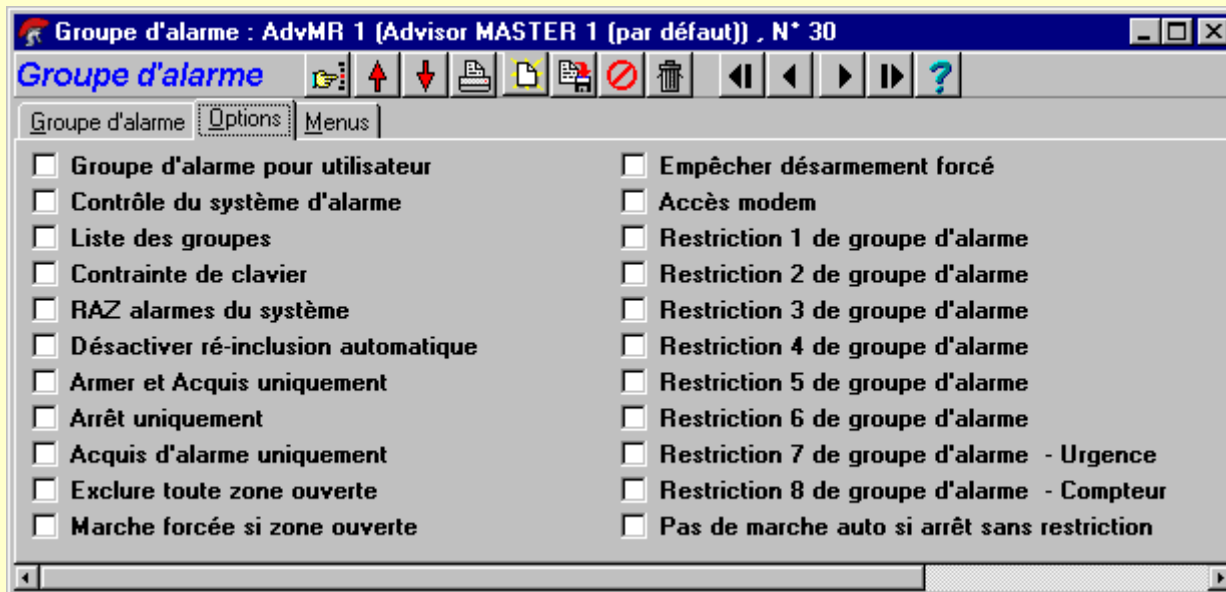 Groupe d'alarme : AdvMR 1 (Advisor MASTER 1 (par défaut)) , N° 30
Groupe d'alarme
Groupe d'alarme Options Menus
Groupe d'alarme pour utilisateur
Contrôle du système d'alarme
Liste des groupes
Contrainte de clavier
RAZ alarmes du système
Désactiver ré-inclusion automatique
Armer et Acquis uniquement
Arrêt uniquement
Acquis d'alarme uniquement
Exclure toute zone ouverte
Marche forcée si zone ouverte
Empêcher désarmement forcé
Accès modem
Restriction 1 de groupe d'alarme
Restriction 2 de groupe d'alarme
Restriction 3 de groupe d'alarme
Restriction 4 de groupe d'alarme
Restriction 5 de groupe d'alarme
Restriction 6 de groupe d'alarme
Restriction 7 de groupe d'alarme - Urgence
Restriction 8 de groupe d'alarme - Compteur
Pas de marche auto si arrêt sans restriction